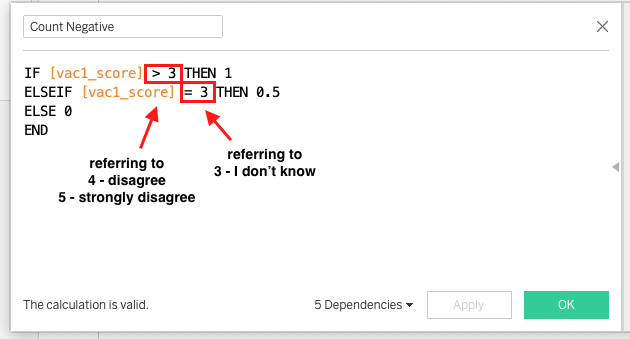 Count Negative
IF [vac1_score] > 3 THEN 1
ELSEIF [vac1_score] = 3 THEN 0.5
ELSE 0
END
referring to
4 - disagree
5 - strongly disagree
referring to
3 - I don't know
The calculation is valid.
5 Dependencies
Apply
OK